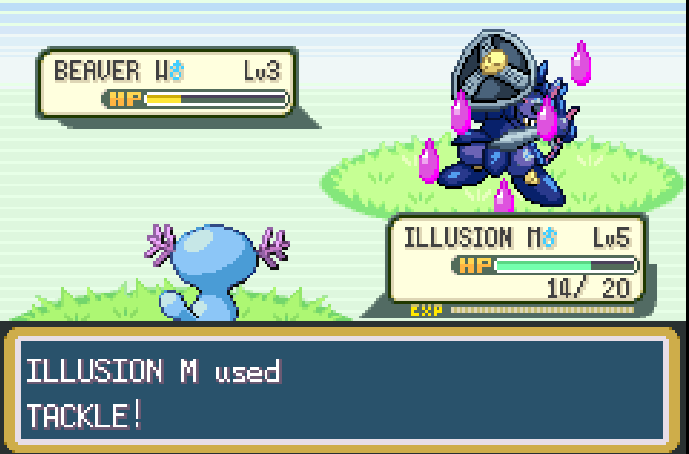 BEAVER W♂ Lv3
HP
ILLUSION M♂ Lv5
HP
14/ 20
EXP
ILLUSION M used
TACKLE!